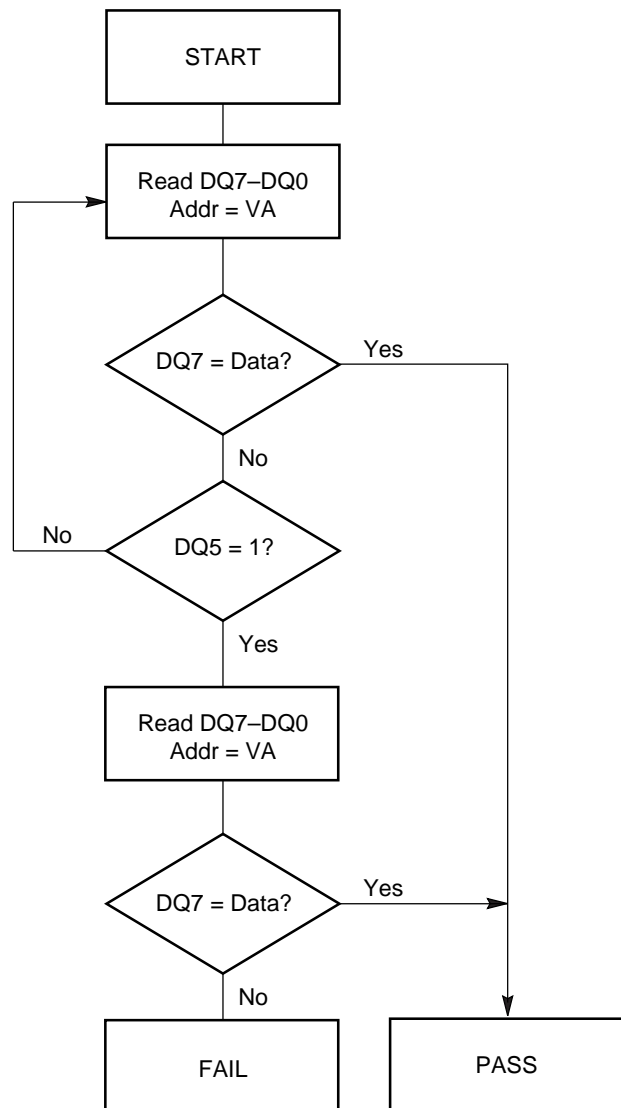 START
Read DQ7–DQ0
Addr = VA
DQ7 = Data?
Yes
No
No
DQ5 = 1?
Yes
Read DQ7–DQ0
Addr = VA
DQ7 = Data?
Yes
No
FAIL
PASS